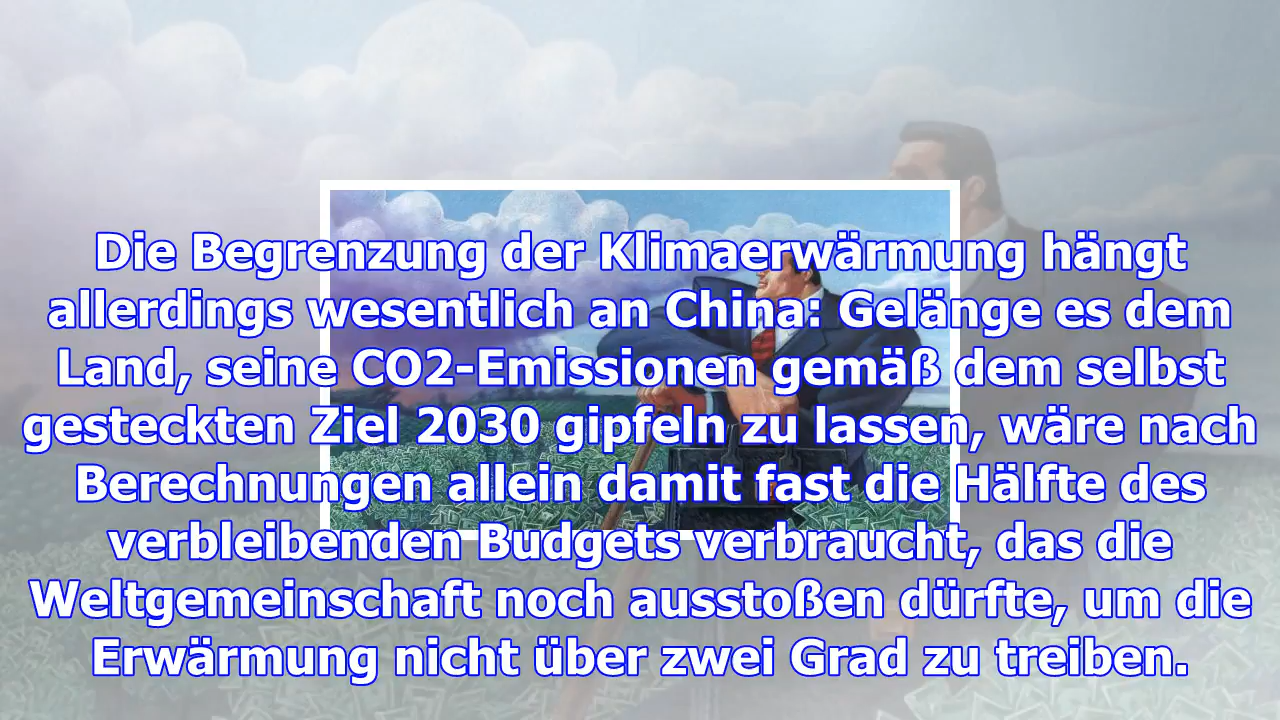 Die Begrenzung der Klimaerwärmung hängt
allerdings wesentlich an China: Gelänge es dem
Land, seine CO2-Emissionen gemäß dem selbst
gesteckten Ziel 2030 gipfeln zu lassen, wäre nach
Berechnungen allein damit fast die Hälfte des
verbleibenden Budgets verbraucht, das die
Weltgemeinschaft noch ausstoßen dürfte, um die
Erwärmung nicht über zwei Grad zu treiben.